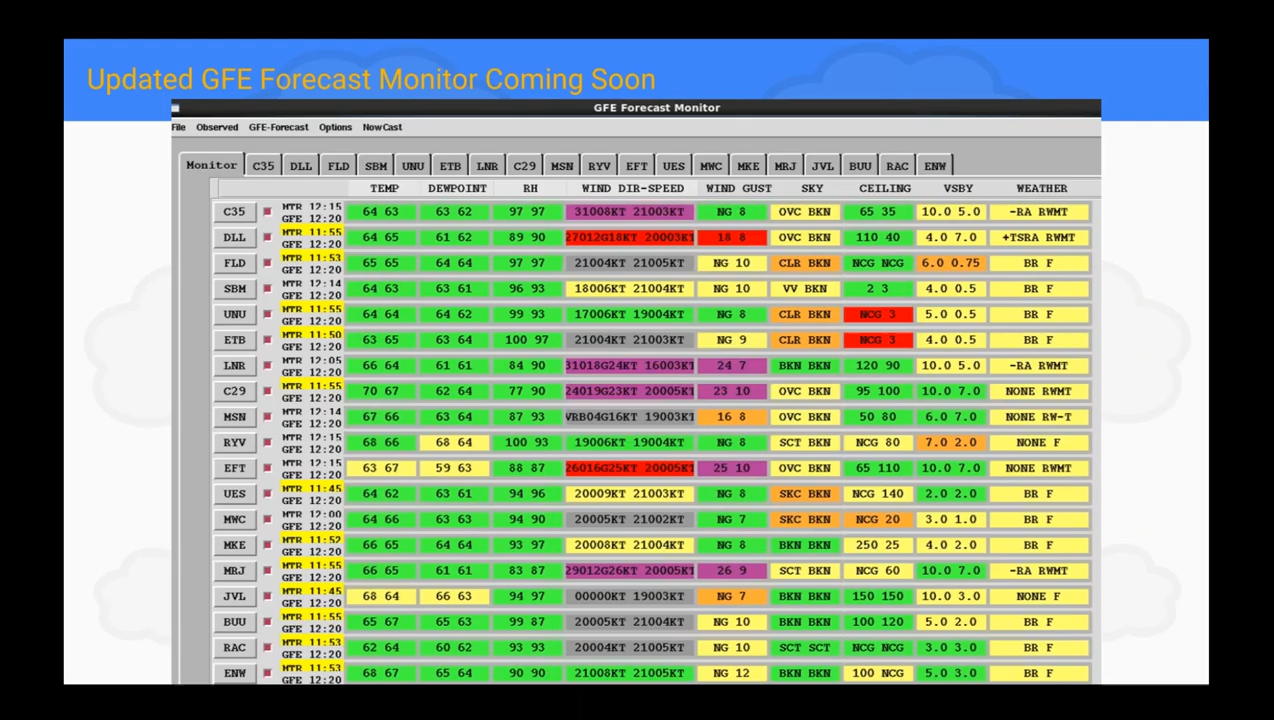 Updated GFE Forecast Monitor Coming Soon
GFE Forecast Monitor
File Observed GFE-Forecast Options NowCast
Monitor C35 DLL FLD SBM UNU ETB LNR C29 MSN RYV EFT UES MWC MKE MRJ JVL BUU RAC ENW
TEMP DEWPOINT RH WIND DIR-SPEED WIND GUST SKY CEILING VSBY WEATHER
C35 MTR 12:15 GFE 12:20 64 63 63 62 97 97 31008KT 21003KT NG 8 OVC BKN 65 35 10.0 5.0 -RA RWMT
DLL MTR 11:55 GFE 12:20 64 65 61 62 89 90 27012G18KT 20003KT 18 8 OVC BKN 110 40 4.0 7.0 +TSRA RWMT
FLD MTR 11:53 GFE 12:20 65 65 64 64 97 97 21004KT 21005KT NG 10 CLR BKN NCG NCG 6.0 0.75 BR F
SBM MTR 12:14 GFE 12:20 64 63 63 61 96 93 18006KT 21004KT NG 10 VV BKN 2 3 4.0 0.5 BR F
UNU MTR 11:55 GFE 12:20 64 64 64 62 99 93 17006KT 19004KT NG 8 CLR BKN NCG 3 5.0 0.5 BR F
ETB MTR 11:50 GFE 12:20 63 65 63 64 100 97 21004KT 21003KT NG 9 CLR BKN NCG 3 4.0 0.5 BR F
LNR MTR 12:05 GFE 12:20 66 64 61 61 84 90 31018G24KT 16003KT 24 7 BKN BKN 120 90 10.0 5.0 -RA RWMT
C29 MTR 11:55 GFE 12:20 70 67 62 64 77 90 24019G23KT 20005KT 23 10 OVC BKN 95 100 10.0 7.0 NONE RWMT
MSN MTR 12:14 GFE 12:20 67 66 63 64 87 93 VRB04G16KT 19003KT 16 8 OVC BKN 50 80 6.0 7.0 NONE RW-T
RYV MTR 12:15 GFE 12:20 68 66 68 64 100 93 19006KT 19004KT NG 8 SCT BKN NCG 80 7.0 2.0 NONE F
EFT MTR 12:15 GFE 12:20 63 67 59 63 88 87 26016G25KT 20005KT 25 10 OVC BKN 65 110 10.0 7.0 NONE RWMT
UES MTR 11:45 GFE 12:20 64 62 63 61 94 96 20009KT 21003KT NG 8 SKC BKN NCG 140 2.0 2.0 BR F
MWC MTR 12:00 GFE 12:20 64 66 63 63 94 90 20005KT 21002KT NG 7 SKC BKN NCG 20 3.0 1.0 BR F
MKE MTR 11:52 GFE 12:20 66 65 64 64 93 97 20008KT 21004KT NG 8 BKN BKN 250 25 4.0 2.0 BR F
MRJ MTR 11:55 GFE 12:20 66 65 61 61 83 87 29012G26KT 20005KT 26 9 SCT BKN NCG 60 10.0 7.0 -RA RWMT
JVL MTR 11:45 GFE 12:20 68 64 66 63 94 97 00000KT 19003KT NG 7 BKN BKN 150 150 10.0 3.0 NONE F
BUU MTR 11:55 GFE 12:20 65 67 65 63 99 87 20005KT 21004KT NG 10 BKN BKN 100 120 5.0 2.0 BR F
RAC MTR 11:53 GFE 12:20 62 64 60 62 93 93 20004KT 21005KT NG 10 SCT SCT NCG NCG 3.0 3.0 BR F
ENW MTR 11:53 GFE 12:20 68 67 65 64 90 90 21008KT 21005KT NG 12 BKN BKN 100 NCG 5.0 3.0 BR F